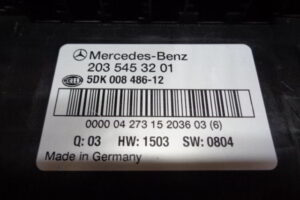 Mercedes-Benz
203 545 32 01
HELLA 5DK 008 486-12
0000 04 273 15 2036 03 (6)
Q: 03 HW: 1503 SW: 0804
Made in Germany